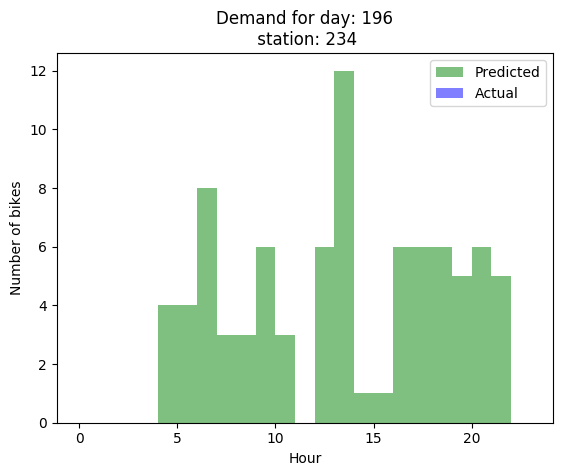 Demand for day: 196
station: 234
Predicted
Actual
Number of bikes
12
10
8
6
4
2
0
0
5
10
15
20
Hour